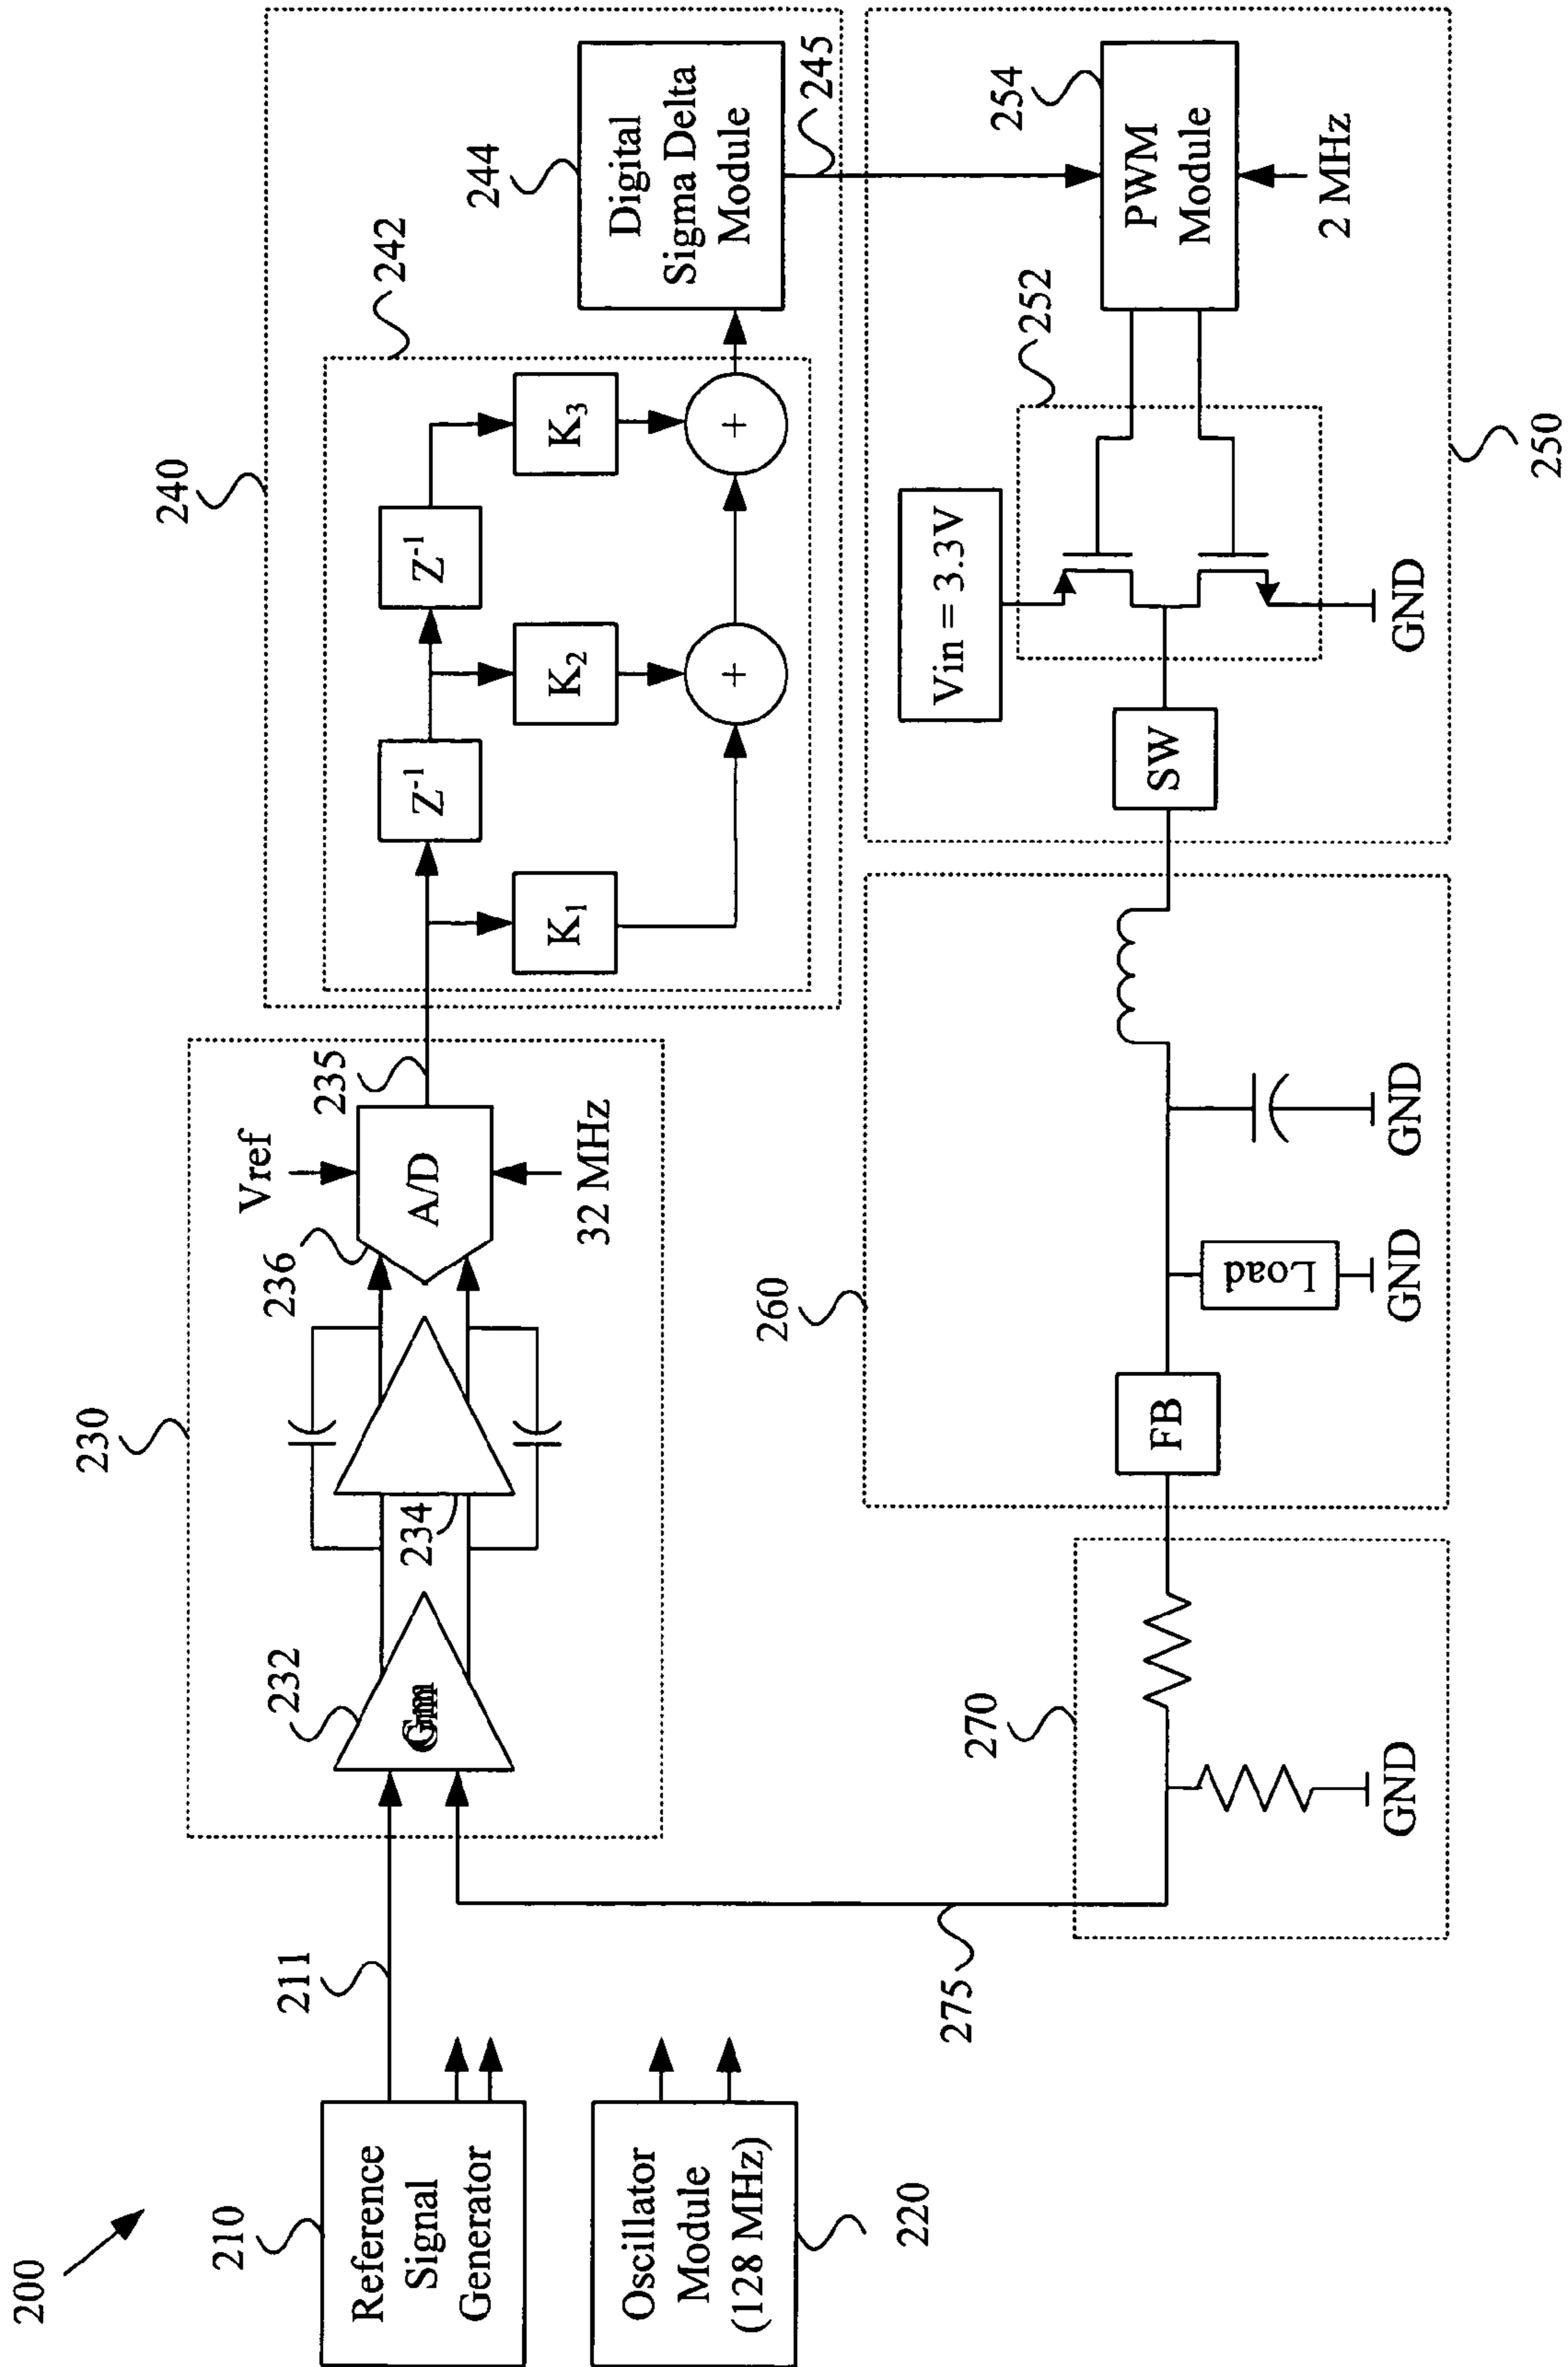 200
210
Reference
Signal
Generator
211
Oscillator
Module
(128 MHz)
220
230
232
Gm
234
236
Vref
A/D
235
32 MHz
240
242
Z-1
Z-1
K1
K2
K3
+
+
244
Digital
Sigma Delta
Module
245
275
270
GND
260
FB
Load
GND
GND
250
SW
Vin = 3.3V
252
GND
254
PWM
Module
2 MHz